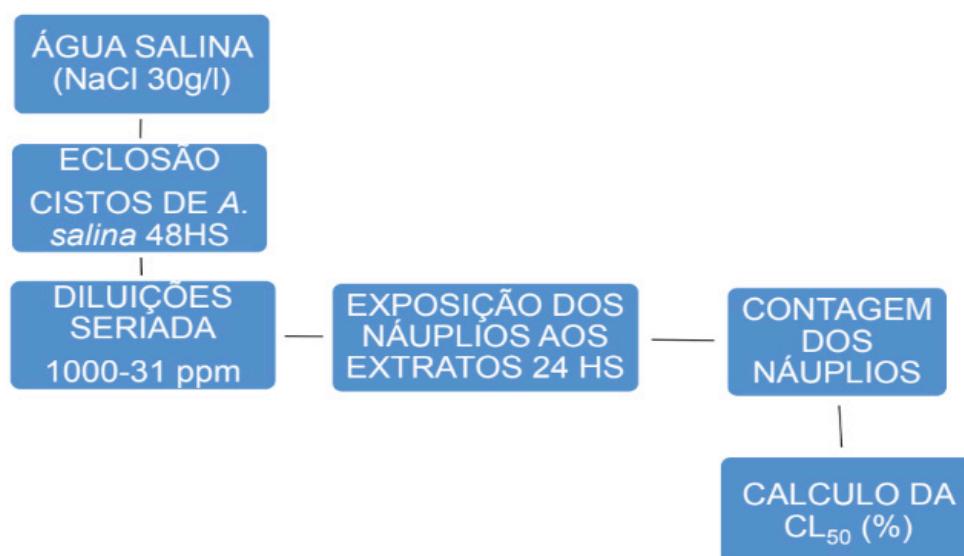 ÁGUA SALINA
(NaCl 30g/l)
ECLOSÃO
CISTOS DE A.
salina 48HS
DILUIÇÕES
SERIADA
1000-31 ppm
EXPOSIÇÃO DOS
NÁUPLIOS AOS
EXTRATOS 24 HS
CONTAGEM
DOS
NÁUPLIOS
CALCULO DA
CL₅₀ (%)